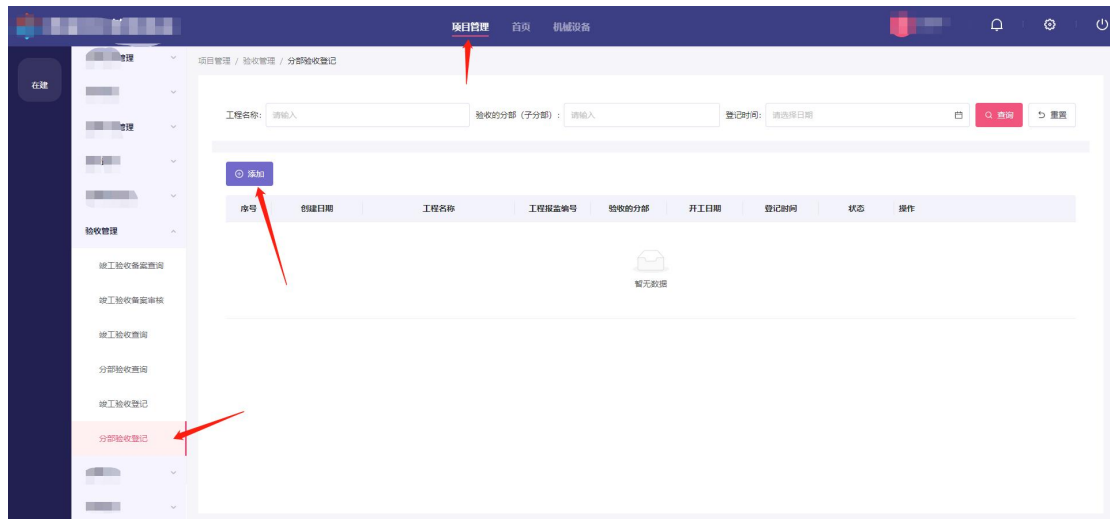 项目管理 首页 机械设备
在建
管理
项目管理 / 验收管理 / 分部验收登记
工程名称: 请输入 验收的分部（子分部）: 请输入 登记时间: 请选择日期 查询 重置
管理
添加
序号 创建日期 工程名称 工程报监编号 验收的分部 开工日期 登记时间 状态 操作
验收管理
竣工验收备案查询
暂无数据
竣工验收备案审核
竣工验收查询
分部验收查询
竣工验收登记
分部验收登记